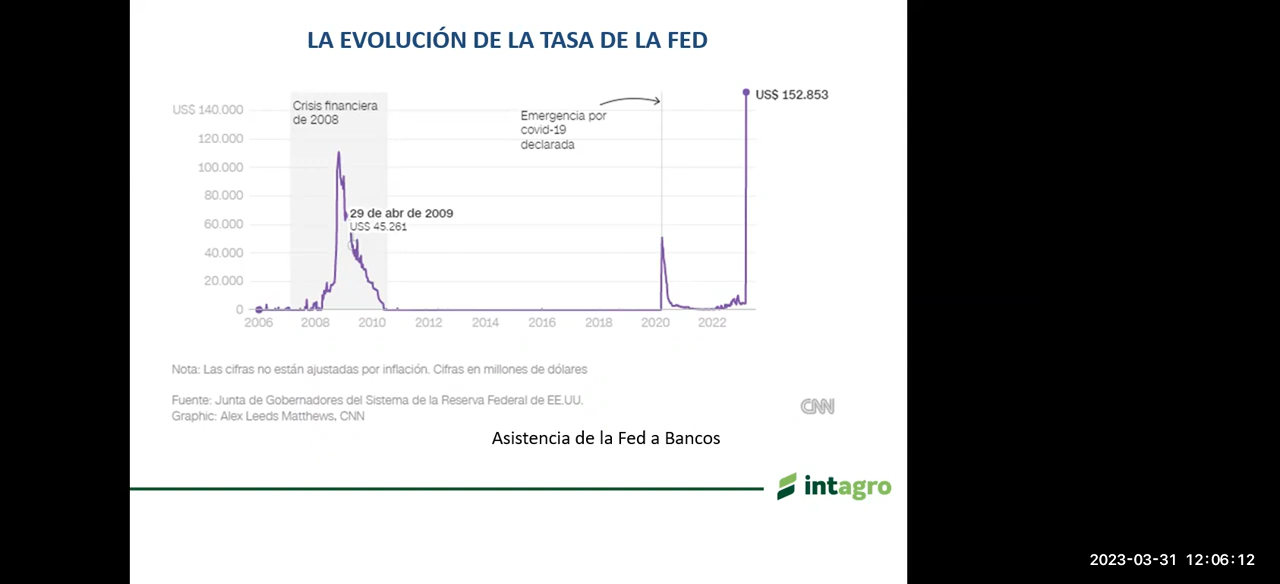 LA EVOLUCIÓN DE LA TASA DE LA FED
US$ 152.853
US$ 140.000
Crisis financiera
de 2008
Emergencia por
covid-19
declarada
120.000
100.000
80.000
29 de abr de 2009
US$ 45.261
60.000
40.000
20.000
0
2006 2008 2010 2012 2014 2016 2018 2020 2022
Nota: Las cifras no están ajustadas por inflación. Cifras en millones de dólares
Fuente: Junta de Gobernadores del Sistema de la Reserva Federal de EE.UU.
Graphic: Alex Leeds Matthews, CNN
CNN
Asistencia de la Fed a Bancos
intagro
2023-03-31 12:06:12